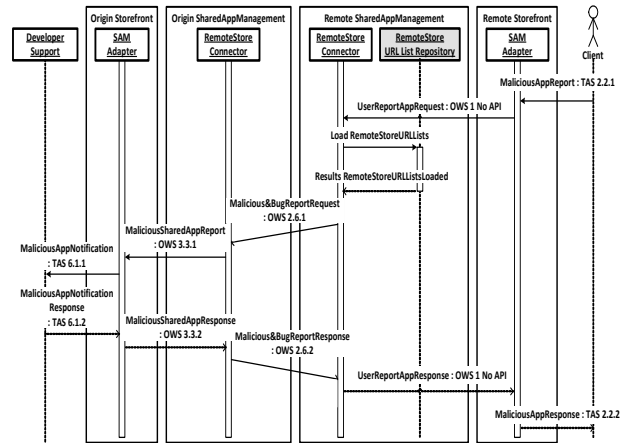 Origin Storefront
Origin SharedAppManagement
Remote SharedAppManagement
Remote Storefront
Developer
Support
SAM
Adapter
RemoteStore
Connector
RemoteStore
Connector
RemoteStore
URL List Repository
SAM
Adapter
Client
MaliciousAppReport : TAS 2.2.1
UserReportAppRequest : OWS 1 No API
Load RemoteStoreURLLists
Results RemoteStoreURLListsLoaded
Malicious&BugReportRequest
: OWS 2.6.1
MaliciousSharedAppReport
: OWS 3.3.1
MaliciousAppNotification
: TAS 6.1.1
MaliciousAppNotification
Response
: TAS 6.1.2
MaliciousSharedAppResponse
: OWS 3.3.2
Malicious&BugReportResponse
: OWS 2.6.2
UserReportAppResponse : OWS 1 No API
MaliciousAppResponse : TAS 2.2.2